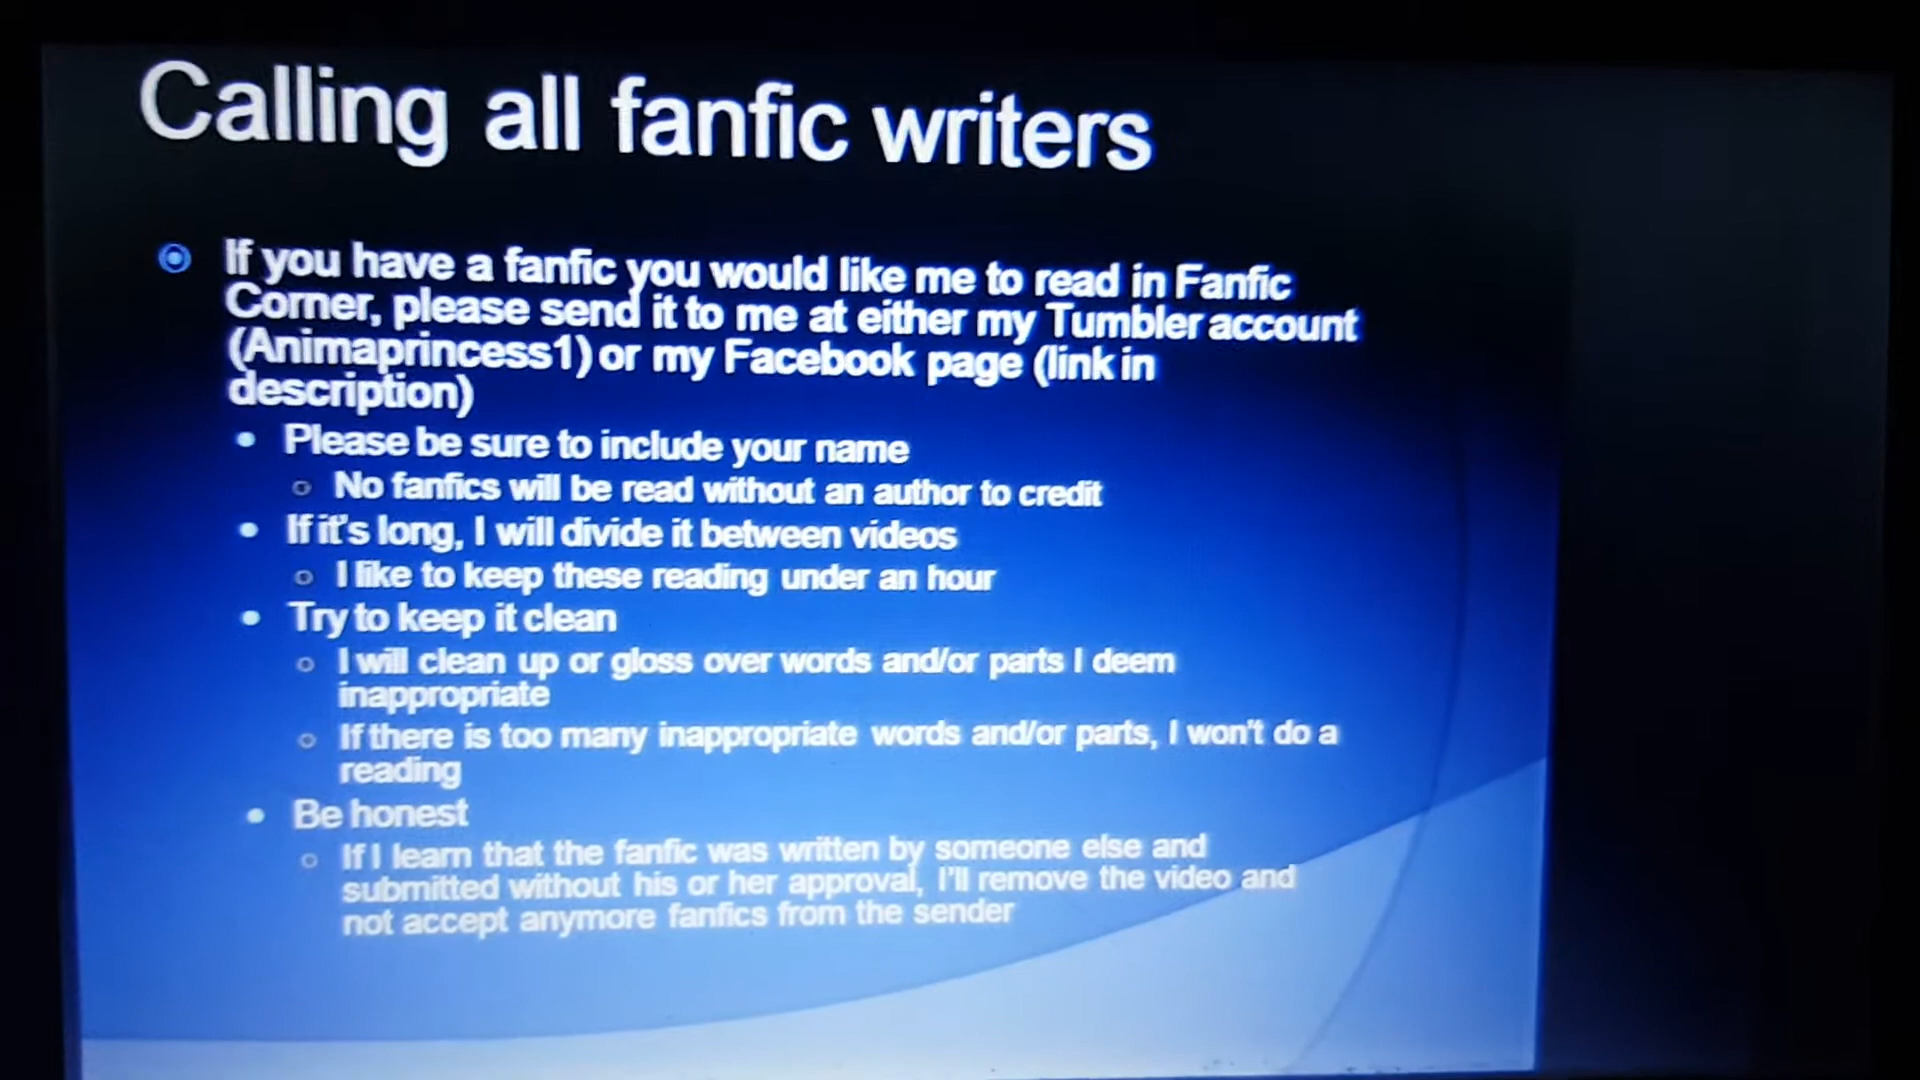 Calling all fanfic writers
If you have a fanfic you would like me to read in Fanfic
Corner, please send it to me at either my Tumbler account
(Animaprincess1) or my Facebook page (link in
description)
Please be sure to include your name
No fanfics will be read without an author to credit
If it's long, I will divide it between videos
I like to keep these reading under an hour
Try to keep it clean
I will clean up or gloss over words and/or parts I deem
inappropriate
If there is too many inappropriate words and/or parts, I won't do a
reading
Be honest
If I learn that the fanfic was written by someone else and
submitted without his or her approval, I'll remove the video and
not accept anymore fanfics from the sender